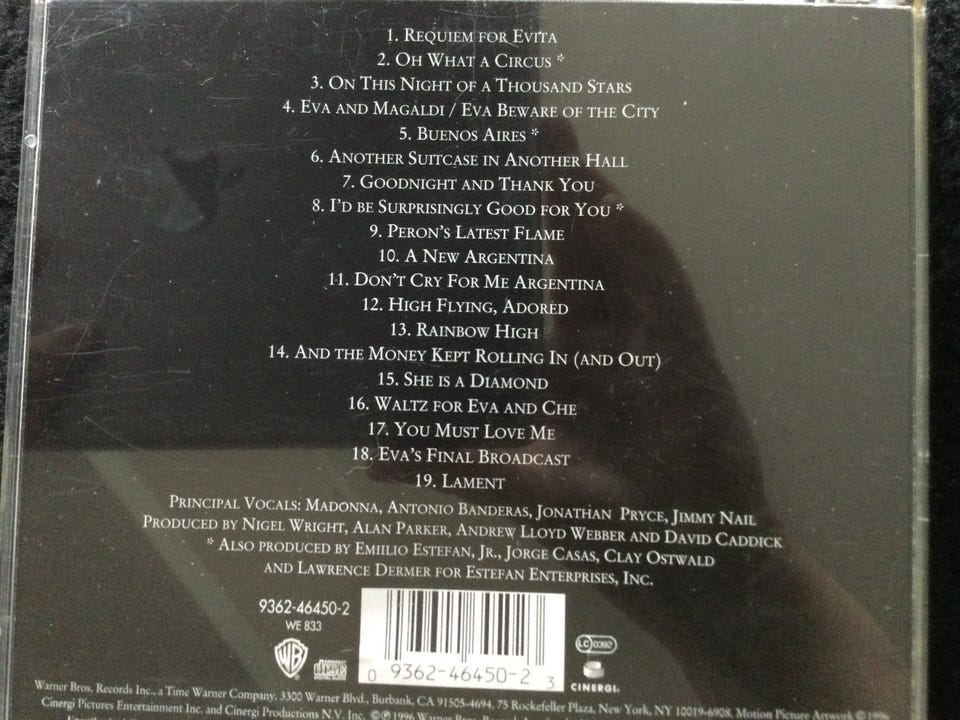 1. Requiem for Evita
2. Oh What a Circus *
3. On This Night of a Thousand Stars
4. Eva and Magaldi / Eva Beware of the City
5. Buenos Aires *
6. Another Suitcase in Another Hall
7. Goodnight and Thank You
8. I'd be Surprisingly Good for You *
9. Peron's Latest Flame
10. A New Argentina
11. Don't Cry For Me Argentina
12. High Flying, Adored
13. Rainbow High
14. And the Money Kept Rolling In (and Out)
15. She is a Diamond
16. Waltz for Eva and Che
17. You Must Love Me
18. Eva's Final Broadcast
19. Lament
Principal Vocals: Madonna, Antonio Banderas, Jonathan Pryce, Jimmy Nail
Produced by Nigel Wright, Alan Parker, Andrew Lloyd Webber and David Caddick
* Also produced by Emiilio Estefan, Jr., Jorge Casas, Clay Ostwald
and Lawrence Dermer for Estefan Enterprises, Inc.
9362-46450-2
WE 833
WB
COMPACT disc
0 9362-46450-2 3
LC 0392
CINERGI.
Warner Bros. Records Inc., a Time Warner Company, 3300 Warner Blvd., Burbank, CA 91505-4694, 75 Rockefeller Plaza, New York, NY 10019-6908. Motion Picture Artwork © 1996
Cinergi Pictures Entertainment Inc. and Cinergi Productions N.V. Inc. ©℗ 1996 Warner Bros.